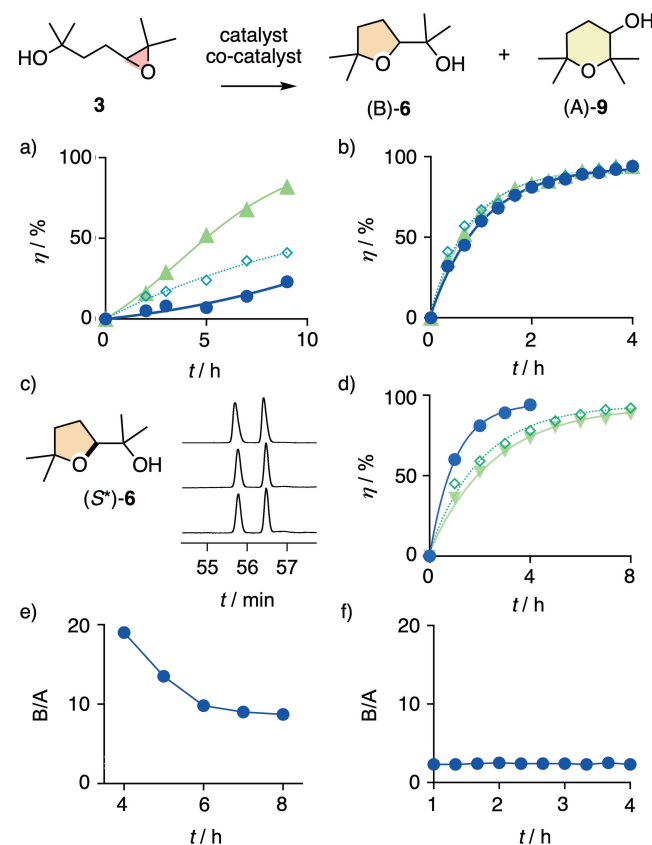 HO
O
3
catalyst
co-catalyst
O
OH
(B)-6
+
OH
O
(A)-9
a)
100
50
0
η / %
0
5
10
t / h
b)
100
50
0
η / %
0
2
4
t / h
c)
O
OH
(S*)-6
55
56
57
t / min
d)
100
50
0
η / %
0
4
8
t / h
e)
20
10
0
B/A
4
6
8
t / h
f)
20
10
0
B/A
1
2
3
4
t / h